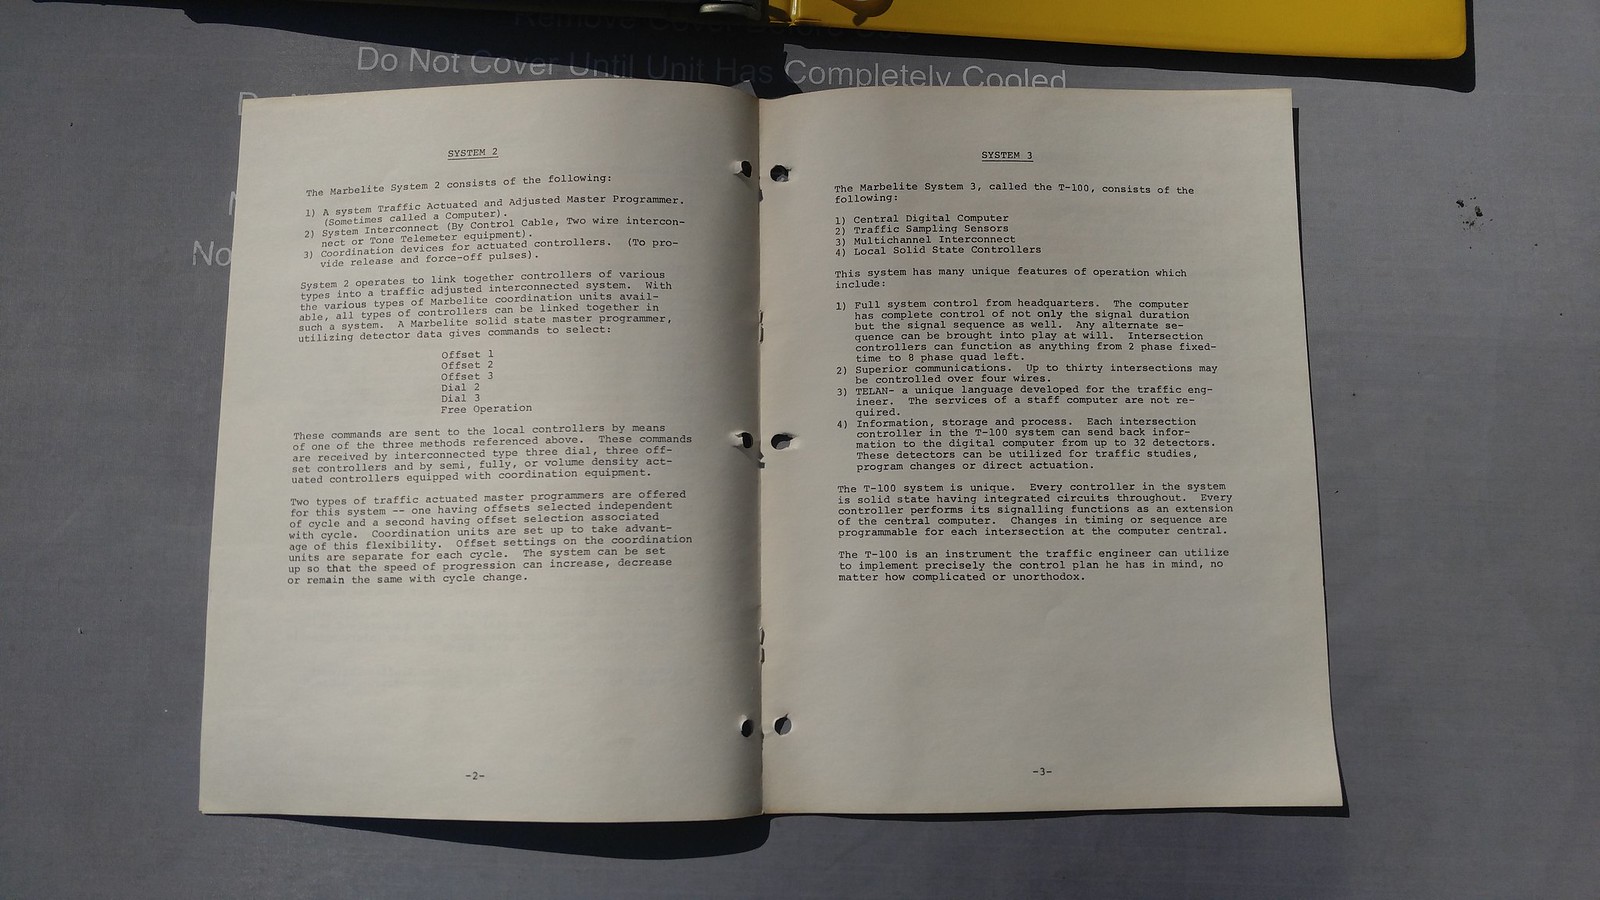 Remove Cover Before Use
Do Not Cover Until Unit Has Completely Cooled
No
SYSTEM 2
The Marbelite System 2 consists of the following:
1) A system Traffic Actuated and Adjusted Master Programmer.
(Sometimes called a Computer).
2) System Interconnect (By Control Cable, Two wire intercon-
nect or Tone Telemeter equipment).
3) Coordination devices for actuated controllers. (To pro-
vide release and force-off pulses).
System 2 operates to link together controllers of various
types into a traffic adjusted interconnected system. With
the various types of Marbelite coordination units avail-
able, all types of controllers can be linked together in
such a system. A Marbelite solid state master programmer,
utilizing detector data gives commands to select:
Offset 1
Offset 2
Offset 3
Dial 2
Dial 3
Free Operation
These commands are sent to the local controllers by means
of one of the three methods referenced above. These commands
are received by interconnected type three dial, three off-
set controllers and by semi, fully, or volume density act-
uated controllers equipped with coordination equipment.
Two types of traffic actuated master programmers are offered
for this system -- one having offsets selected independent
of cycle and a second having offset selection associated
with cycle. Coordination units are set up to take advant-
age of this flexibility. Offset settings on the coordination
units are separate for each cycle. The system can be set
up so that the speed of progression can increase, decrease
or remain the same with cycle change.
-2-
SYSTEM 3
The Marbelite System 3, called the T-100, consists of the
following:
1) Central Digital Computer
2) Traffic Sampling Sensors
3) Multichannel Interconnect
4) Local Solid State Controllers
This system has many unique features of operation which
include:
1) Full system control from headquarters. The computer
has complete control of not only the signal duration
but the signal sequence as well. Any alternate se-
quence can be brought into play at will. Intersection
controllers can function as anything from 2 phase fixed-
time to 8 phase quad left.
2) Superior communications. Up to thirty intersections may
be controlled over four wires.
3) TELAN- a unique language developed for the traffic eng-
ineer. The services of a staff computer are not re-
quired.
4) Information, storage and process. Each intersection
controller in the T-100 system can send back infor-
mation to the digital computer from up to 32 detectors.
These detectors can be utilized for traffic studies,
program changes or direct actuation.
The T-100 system is unique. Every controller in the system
is solid state having integrated circuits throughout. Every
controller performs its signalling functions as an extension
of the central computer. Changes in timing or sequence are
programmable for each intersection at the computer central.
The T-100 is an instrument the traffic engineer can utilize
to implement precisely the control plan he has in mind, no
matter how complicated or unorthodox.
-3-